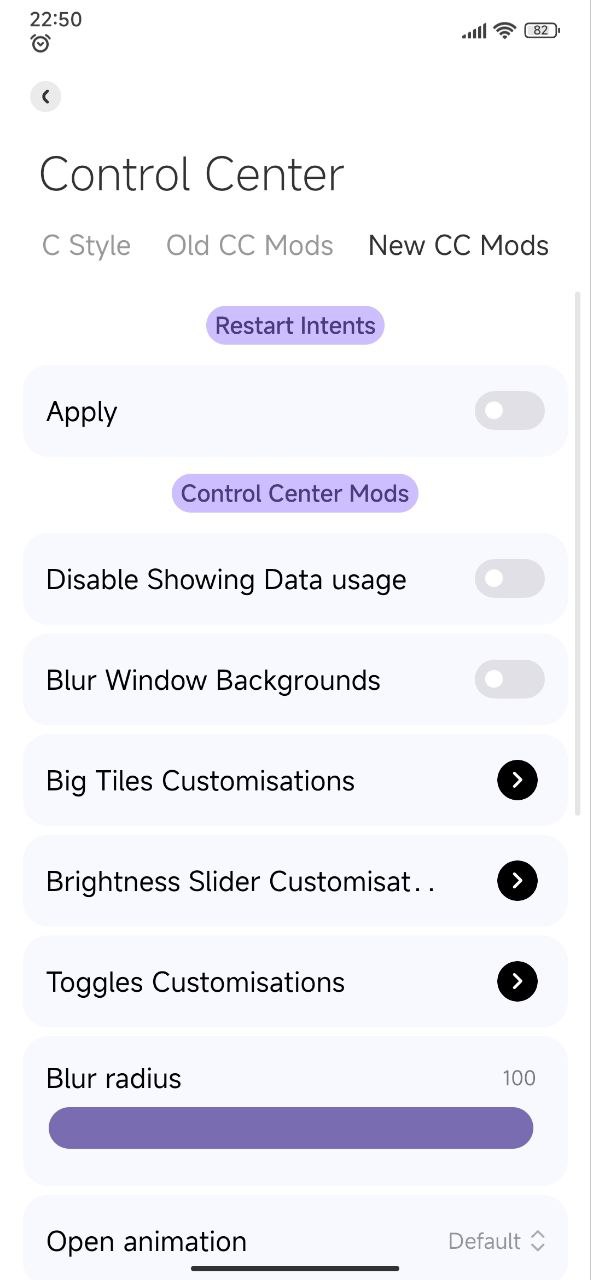 22:50
82
Control Center
C Style
Old CC Mods
New CC Mods
Restart Intents
Apply
Control Center Mods
Disable Showing Data usage
Blur Window Backgrounds
Big Tiles Customisations
Brightness Slider Customisat..
Toggles Customisations
Blur radius
100
Open animation
Default